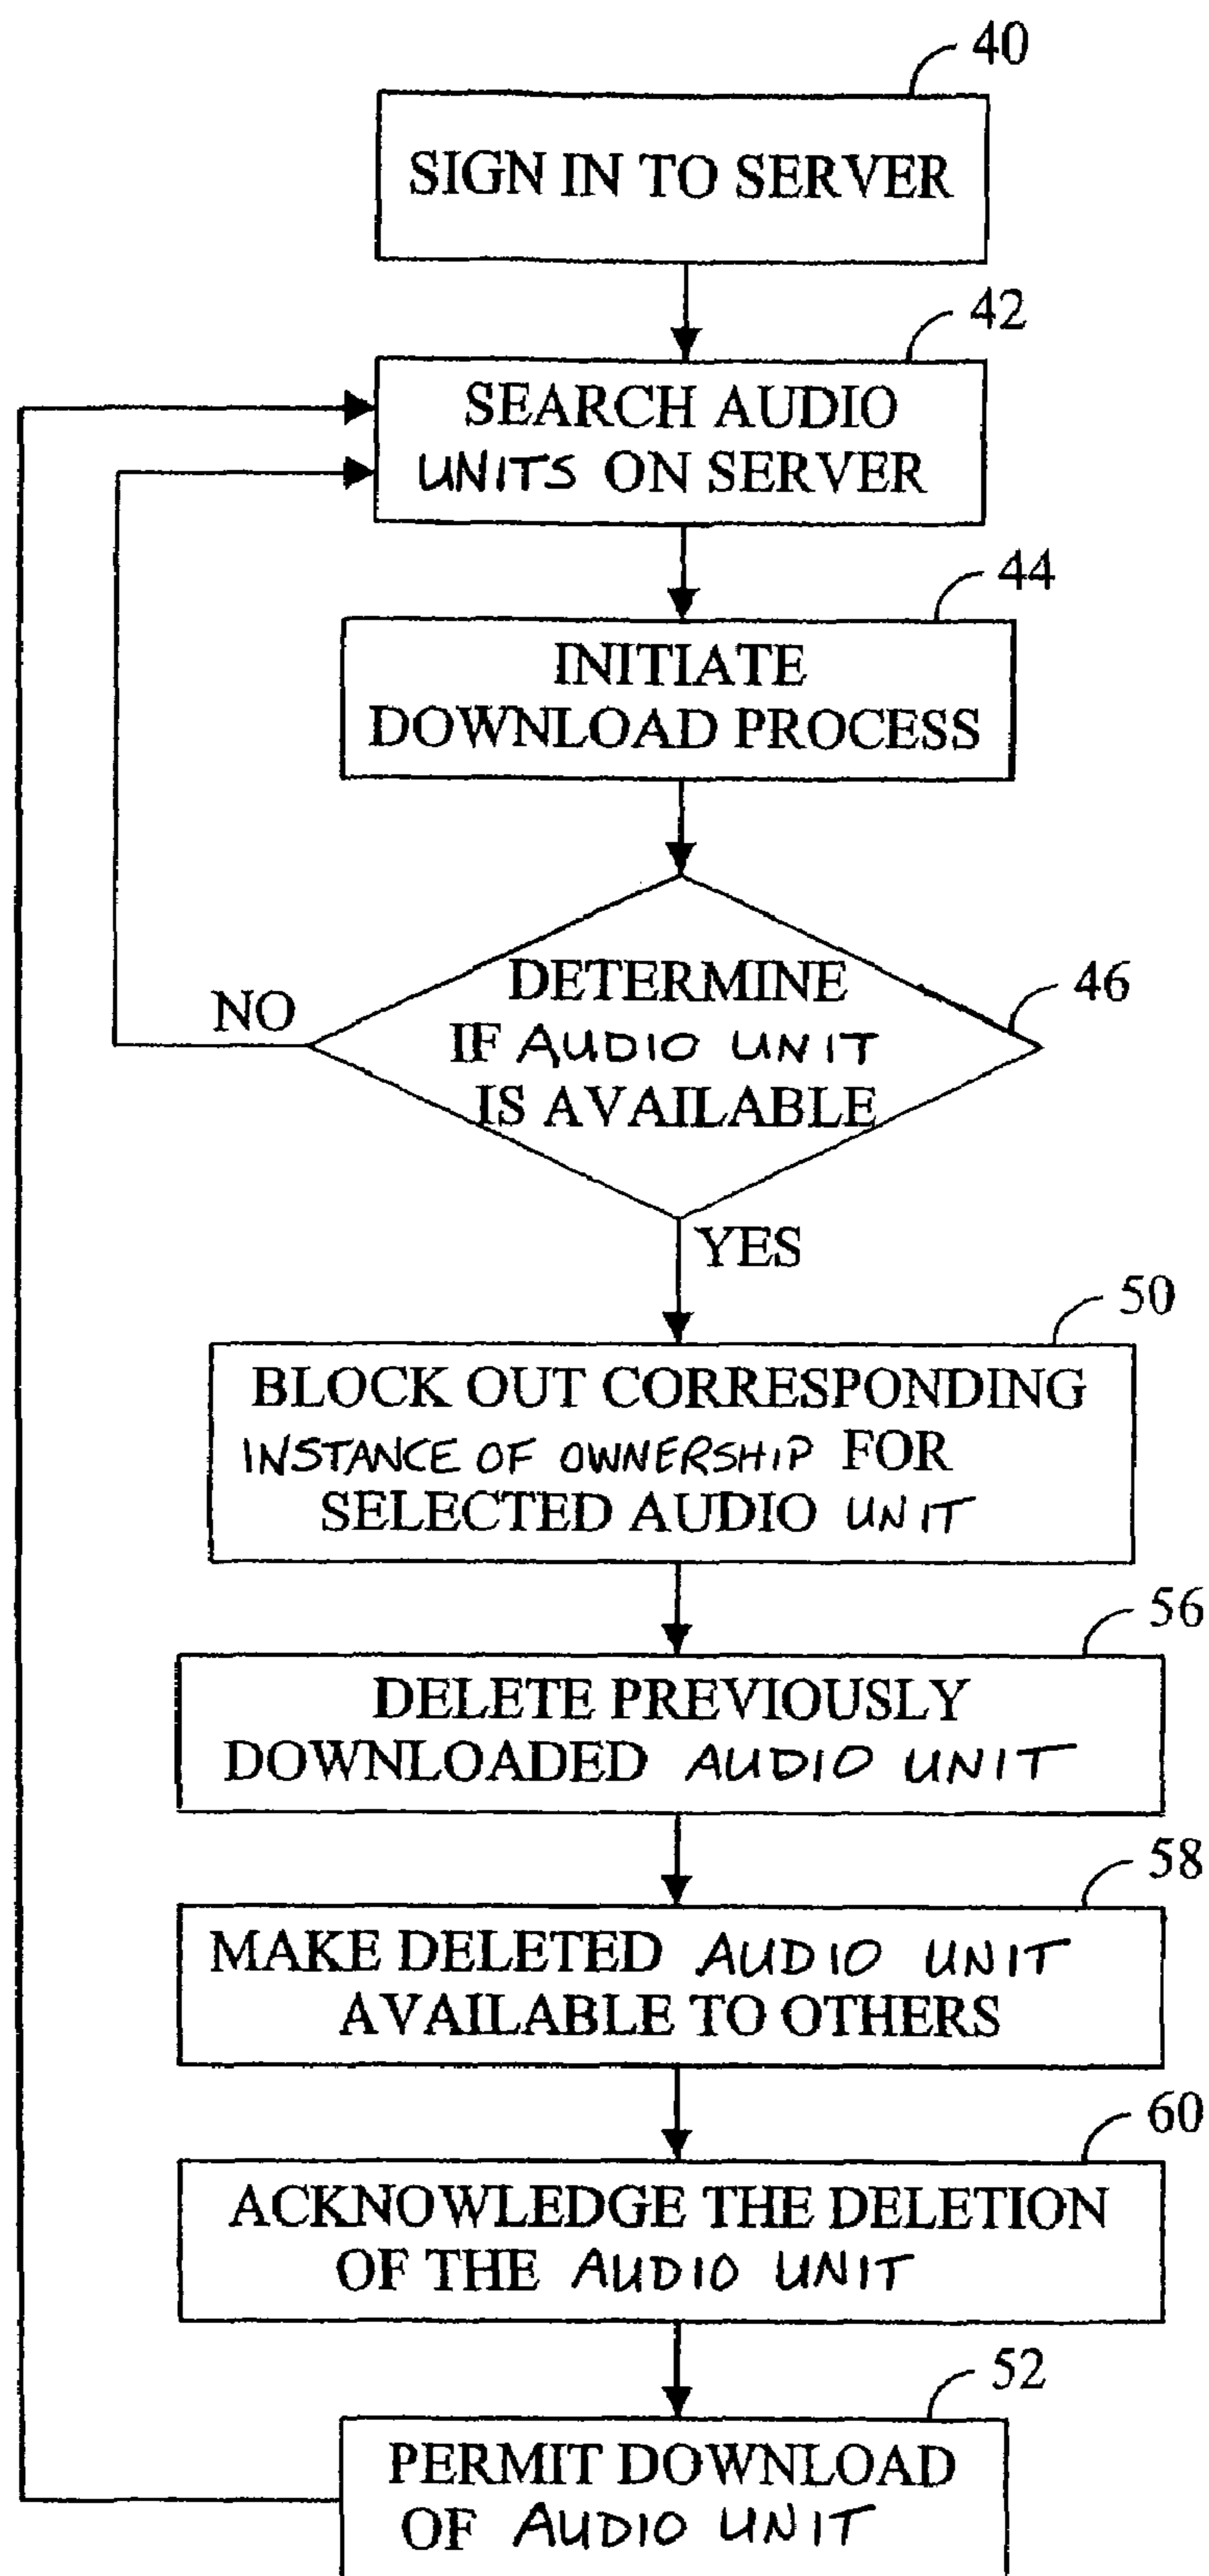 40
SIGN IN TO SERVER
42
SEARCH AUDIO
UNITS ON SERVER
44
INITIATE
DOWNLOAD PROCESS
46
DETERMINE
IF AUDIO UNIT
IS AVAILABLE
NO
YES
50
BLOCK OUT CORRESPONDING
INSTANCE OF OWNERSHIP FOR
SELECTED AUDIO UNIT
56
DELETE PREVIOUSLY
DOWNLOADED AUDIO UNIT
58
MAKE DELETED AUDIO UNIT
AVAILABLE TO OTHERS
60
ACKNOWLEDGE THE DELETION
OF THE AUDIO UNIT
52
PERMIT DOWNLOAD
OF AUDIO UNIT